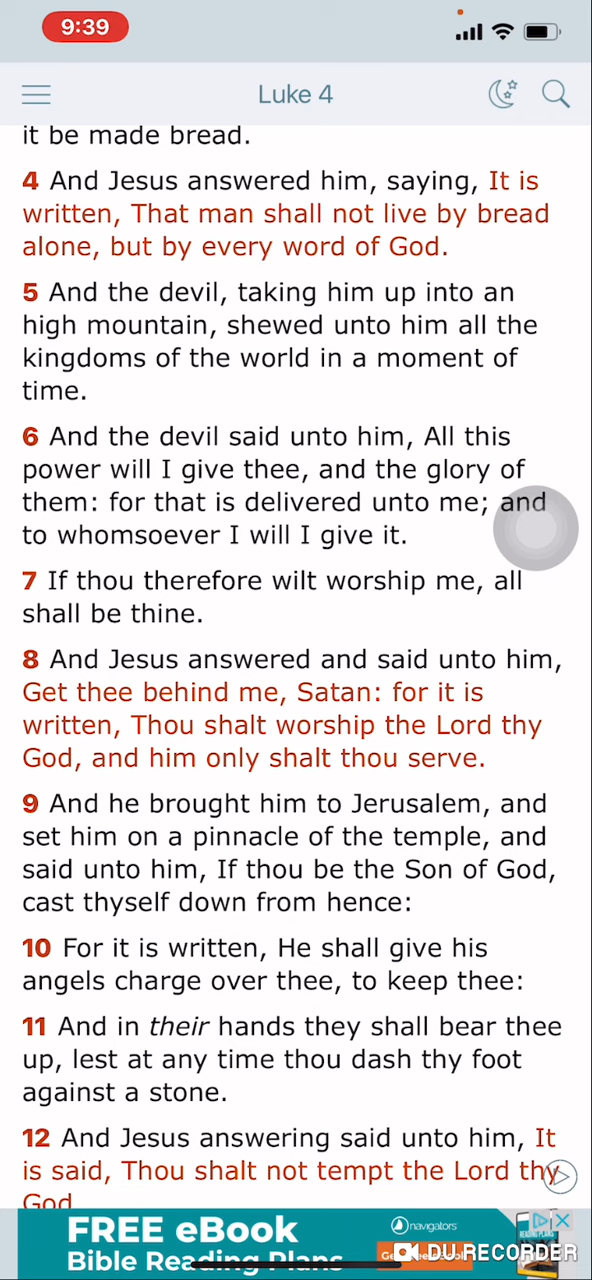 9:39
Luke 4
it be made bread.
4 And Jesus answered him, saying, It is
written, That man shall not live by bread
alone, but by every word of God.
5 And the devil, taking him up into an
high mountain, shewed unto him all the
kingdoms of the world in a moment of
time.
6 And the devil said unto him, All this
power will I give thee, and the glory of
them: for that is delivered unto me; and
to whomsoever I will I give it.
7 If thou therefore wilt worship me, all
shall be thine.
8 And Jesus answered and said unto him,
Get thee behind me, Satan: for it is
written, Thou shalt worship the Lord thy
God, and him only shalt thou serve.
9 And he brought him to Jerusalem, and
set him on a pinnacle of the temple, and
said unto him, If thou be the Son of God,
cast thyself down from hence:
10 For it is written, He shall give his
angels charge over thee, to keep thee:
11 And in their hands they shall bear thee
up, lest at any time thou dash thy foot
against a stone.
12 And Jesus answering said unto him, It
is said, Thou shalt not tempt the Lord thy
God
FREE eBook
Bible Reading Plans
navigators
DU RECORDER